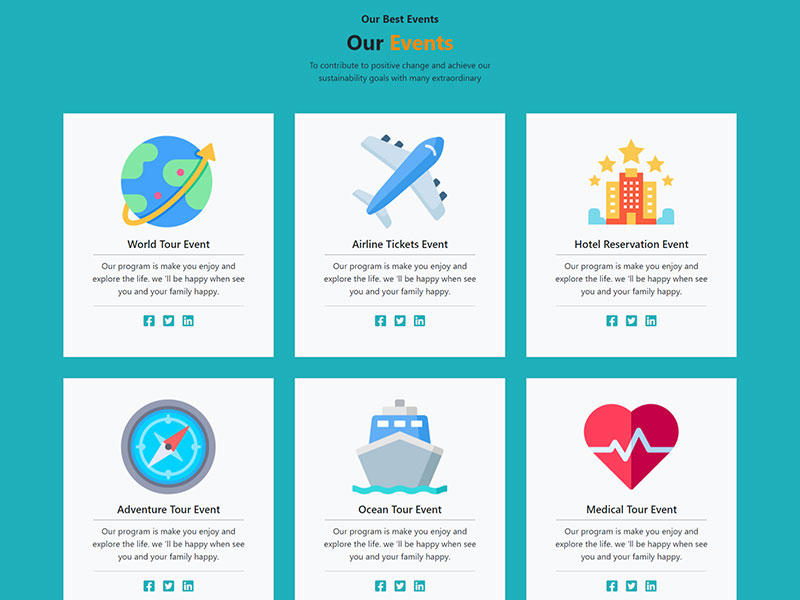 Our Best Events
Our Events
To contribute to positive change and achieve our
sustainability goals with many extraordinary
World Tour Event
Our program is make you enjoy and
explore the life. we 'll be happy when see
you and your family happy.
Airline Tickets Event
Our program is make you enjoy and
explore the life. we 'll be happy when see
you and your family happy.
Hotel Reservation Event
Our program is make you enjoy and
explore the life. we 'll be happy when see
you and your family happy.
Adventure Tour Event
Our program is make you enjoy and
explore the life. we 'll be happy when see
you and your family happy.
Ocean Tour Event
Our program is make you enjoy and
explore the life. we 'll be happy when see
you and your family happy.
Medical Tour Event
Our program is make you enjoy and
explore the life. we 'll be happy when see
you and your family happy.